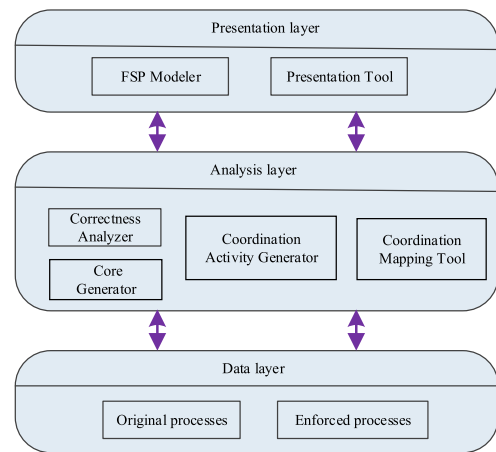 Presentation layer
FSP Modeler
Presentation Tool
Analysis layer
Correctness
Analyzer
Core
Generator
Coordination
Activity Generator
Coordination
Mapping Tool
Data layer
Original processes
Enforced processes